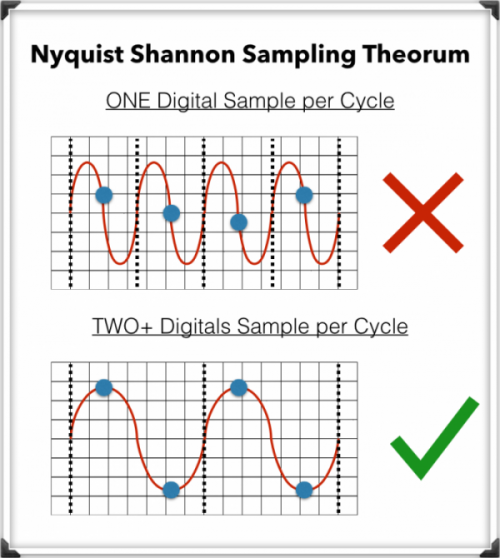 Nyquist Shannon Sampling Theorum
ONE Digital Sample per Cycle
TWO+ Digitals Sample per Cycle